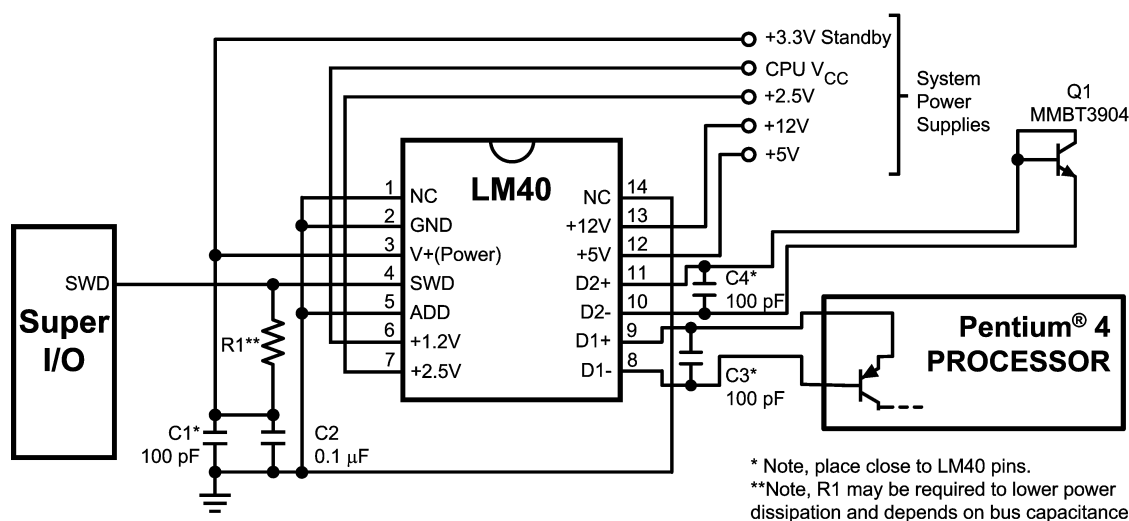 +3.3V Standby
CPU VCC
+2.5V
+12V
+5V
System
Power
Supplies
Q1
MMBT3904
LM40
1
NC
2
GND
3
V+(Power)
4
SWD
5
ADD
6
+1.2V
7
+2.5V
14
NC
13
+12V
12
+5V
11
D2+
10
D2-
9
D1+
8
D1-
SWD
Super
I/O
R1**
C1*
100 pF
C2
0.1 μF
C4*
100 pF
C3*
100 pF
Pentium® 4
PROCESSOR
* Note, place close to LM40 pins.
**Note, R1 may be required to lower power
dissipation and depends on bus capacitance